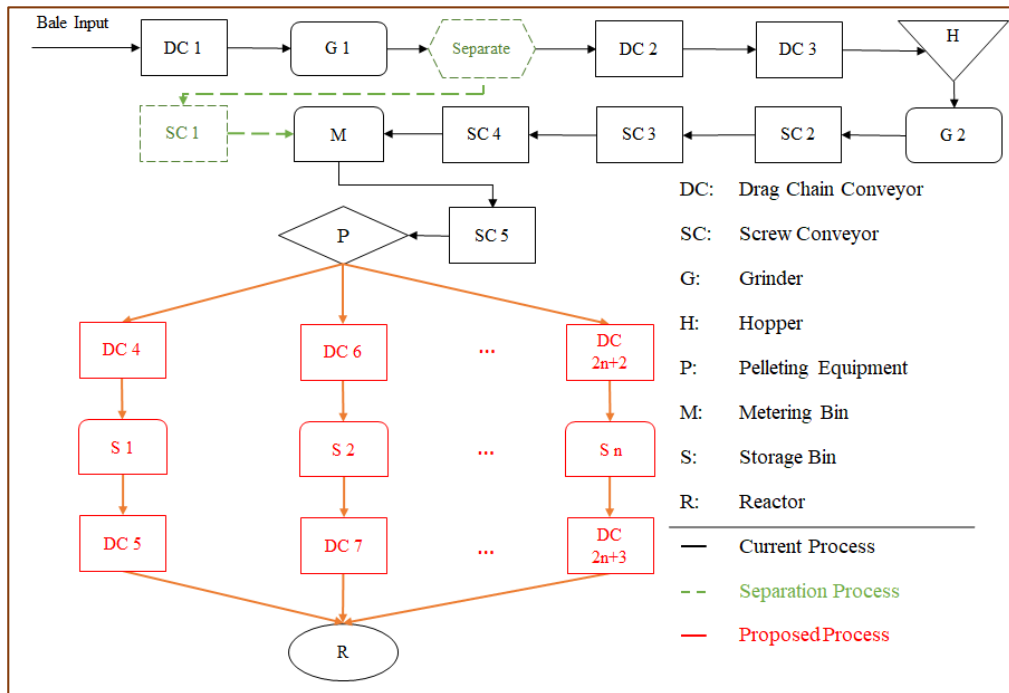 Bale Input
DC 1
G 1
Separate
DC 2
DC 3
H
SC 1
M
SC 4
SC 3
SC 2
G 2
P
SC 5
DC: Drag Chain Conveyor
SC: Screw Conveyor
G: Grinder
H: Hopper
P: Pelleting Equipment
M: Metering Bin
S: Storage Bin
R: Reactor
Current Process
Separation Process
Proposed Process
DC 4
DC 6
...
DC
2n+2
S 1
S 2
...
S n
DC 5
DC 7
...
DC
2n+3
R